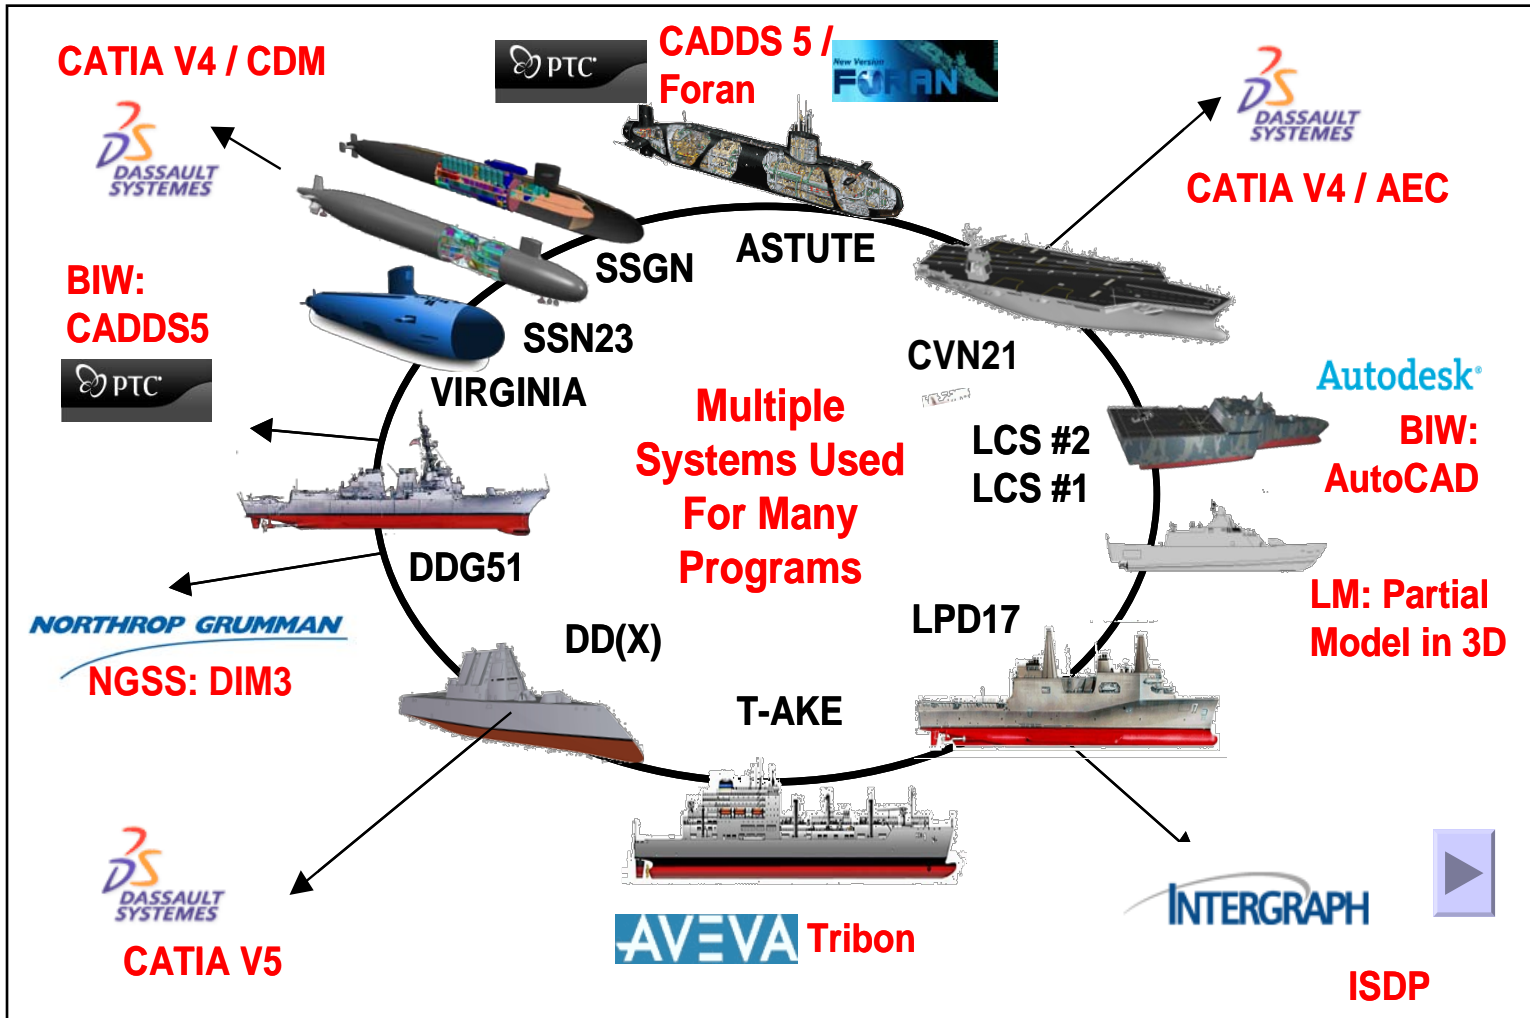 CATIA V4 / CDM
DASSAULT
SYSTEMES
PTC
CADDS 5 /
Foran
New Version
FORAN
DASSAULT
SYSTEMES
CATIA V4 / AEC
SSGN
ASTUTE
BIW:
CADDS5
PTC
SSN23
VIRGINIA
CVN21
Autodesk®
BIW:
AutoCAD
Multiple
Systems Used
For Many
Programs
LCS #2
LCS #1
DDG51
NORTHROP GRUMMAN
NGSS: DIM3
DD(X)
LPD17
LM: Partial
Model in 3D
T-AKE
DASSAULT
SYSTEMES
CATIA V5
AVEVA Tribon
INTERGRAPH
ISDP